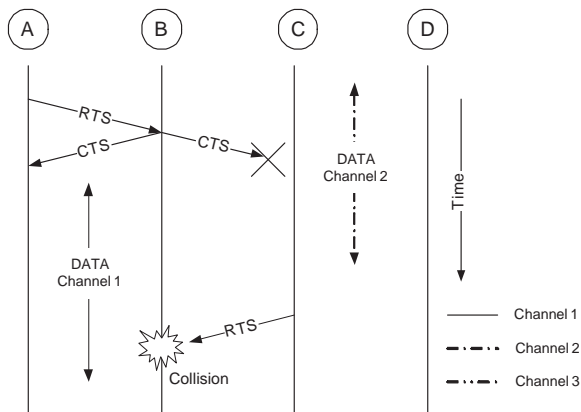 A B C D
RTS
CTS
CTS
DATA
Channel 2
Time
DATA
Channel 1
RTS
Collision
Channel 1
Channel 2
Channel 3